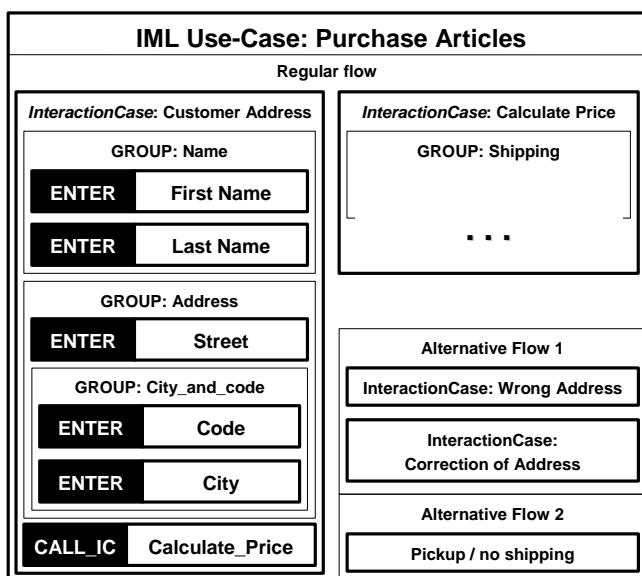 IML Use-Case: Purchase Articles
Regular flow
InteractionCase: Customer Address
GROUP: Name
ENTER First Name
ENTER Last Name
GROUP: Address
ENTER Street
GROUP: City_and_code
ENTER Code
ENTER City
CALL_IC Calculate_Price
InteractionCase: Calculate Price
GROUP: Shipping
...
Alternative Flow 1
InteractionCase: Wrong Address
InteractionCase:
Correction of Address
Alternative Flow 2
Pickup / no shipping